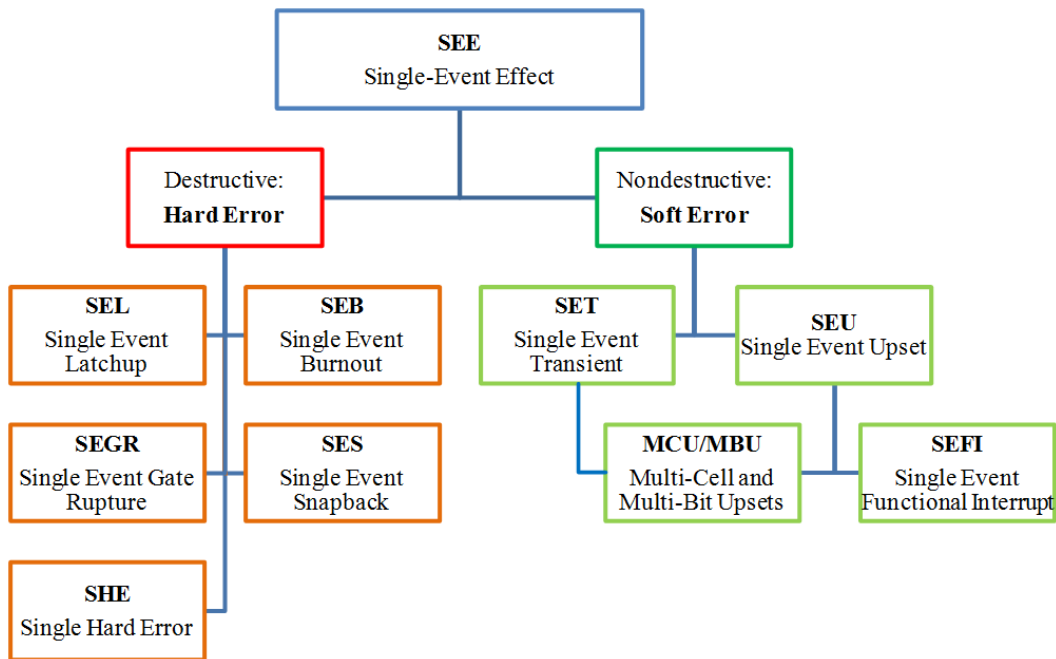 SEE
Single-Event Effect
Destructive:
Hard Error
Nondestructive:
Soft Error
SEL
Single Event
Latchup
SEB
Single Event
Burnout
SET
Single Event
Transient
SEU
Single Event Upset
SEGR
Single Event Gate
Rupture
SES
Single Event
Snapback
MCU/MBU
Multi-Cell and
Multi-Bit Upsets
SEFI
Single Event
Functional Interrupt
SHE
Single Hard Error